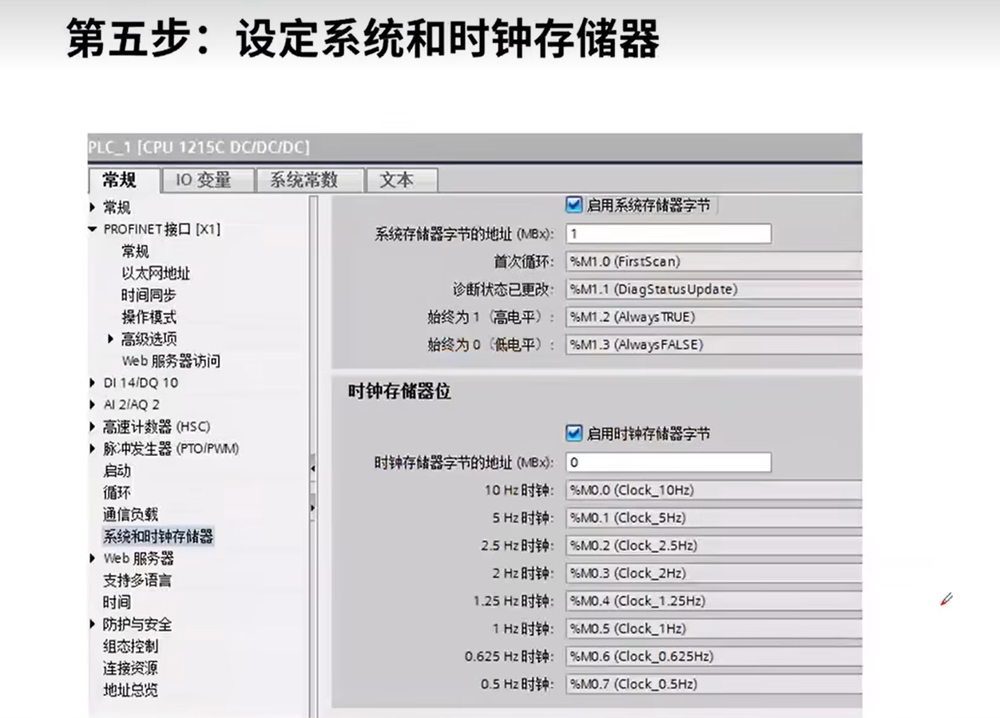 第五步：设定系统和时钟存储器
PLC_1 [CPU 1215C DC/DC/DC]
常规 IO 变量 系统常数 文本
常规
PROFINET接口 [X1]
常规
以太网地址
时间同步
操作模式
高级选项
Web 服务器访问
DI 14/DQ 10
AI 2/AQ 2
高速计数器 (HSC)
脉冲发生器 (PTO/PWM)
启动
循环
通信负载
系统和时钟存储器
Web 服务器
支持多语言
时间
防护与安全
组态控制
连接资源
地址总览
启用系统存储器字节
系统存储器字节的地址 (MBx): 1
首次循环: %M1.0 (FirstScan)
诊断状态已更改: %M1.1 (DiagStatusUpdate)
始终为 1（高电平）: %M1.2 (AlwaysTRUE)
始终为 0（低电平）: %M1.3 (AlwaysFALSE)
时钟存储器位
启用时钟存储器字节
时钟存储器字节的地址 (MBx): 0
10 Hz 时钟: %M0.0 (Clock_10Hz)
5 Hz 时钟: %M0.1 (Clock_5Hz)
2.5 Hz 时钟: %M0.2 (Clock_2.5Hz)
2 Hz 时钟: %M0.3 (Clock_2Hz)
1.25 Hz 时钟: %M0.4 (Clock_1.25Hz)
1 Hz 时钟: %M0.5 (Clock_1Hz)
0.625 Hz 时钟: %M0.6 (Clock_0.625Hz)
0.5 Hz 时钟: %M0.7 (Clock_0.5Hz)